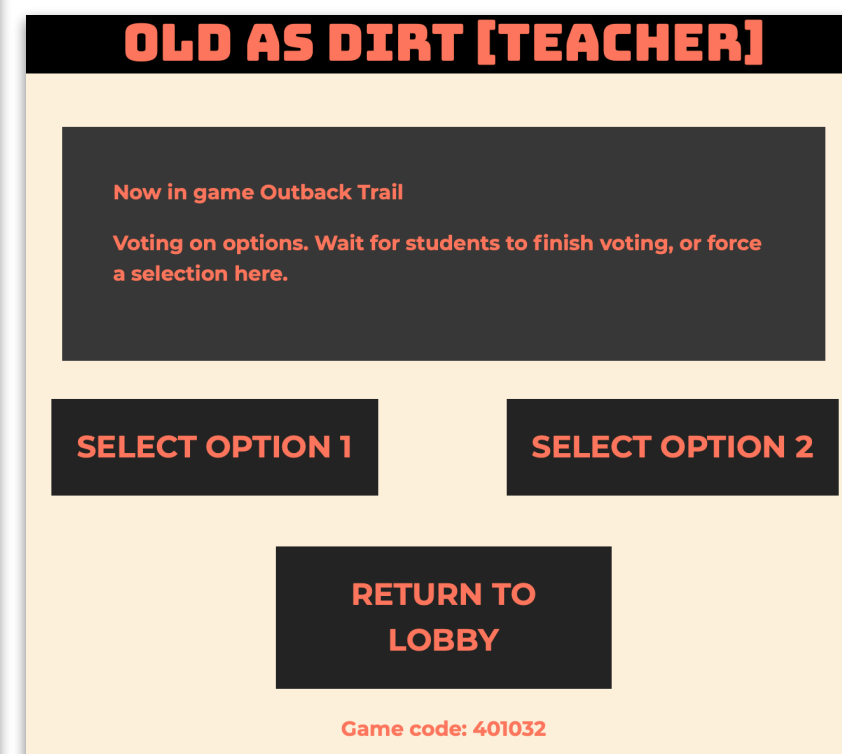 OLD AS DIRT [TEACHER]
Now in game Outback Trail
Voting on options. Wait for students to finish voting, or force
a selection here.
SELECT OPTION 1
SELECT OPTION 2
RETURN TO
LOBBY
Game code: 401032